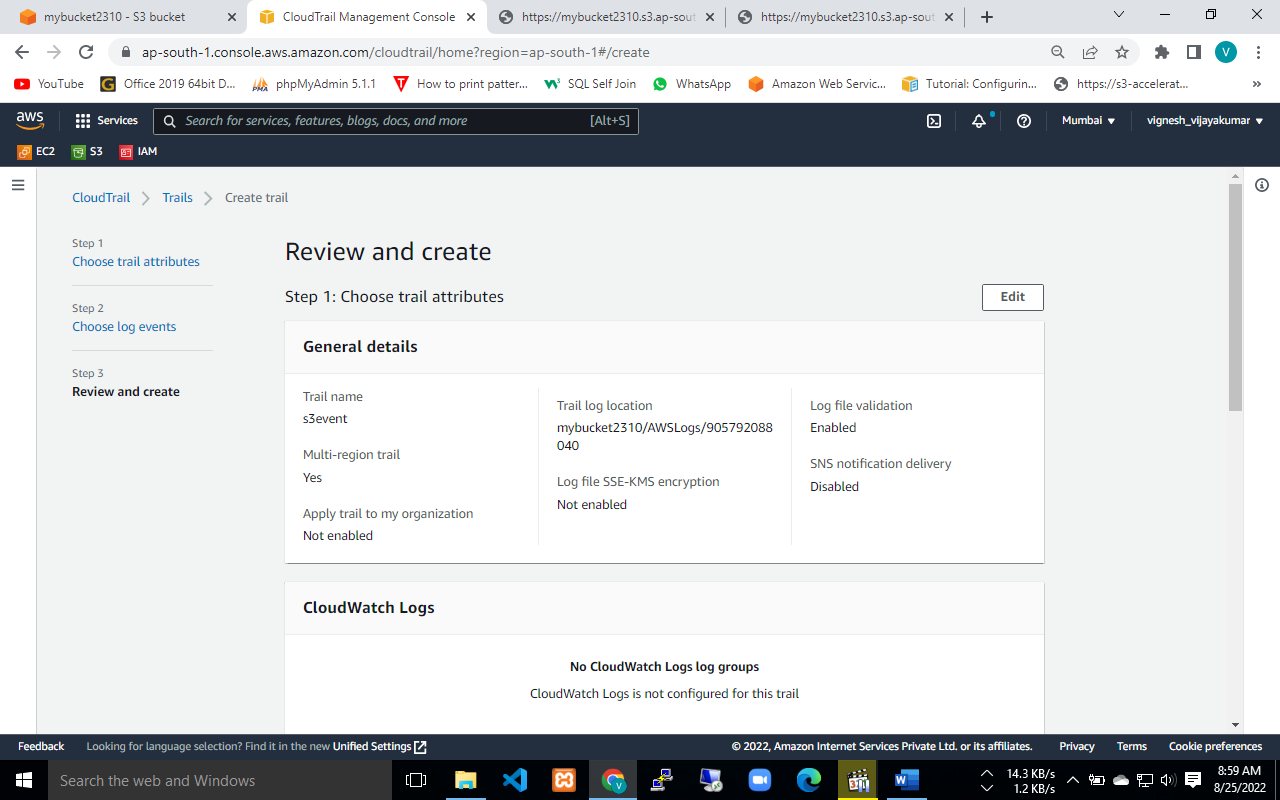 mybucket2310 - S3 bucket
CloudTrail Management Console
https://mybucket2310.s3.ap-sout
https://mybucket2310.s3.ap-sout
ap-south-1.console.aws.amazon.com/cloudtrail/home?region=ap-south-1#/create
V
YouTube
Office 2019 64bit D...
phpMyAdmin 5.1.1
How to print patter...
SQL Self Join
WhatsApp
Amazon Web Servic...
Tutorial: Configurin...
https://s3-accelerat...
»
aws
Services
Search for services, features, blogs, docs, and more
[Alt+S]
Mumbai
vignesh_vijayakumar
EC2
S3
IAM
CloudTrail
Trails
Create trail
Step 1
Choose trail attributes
Step 2
Choose log events
Step 3
Review and create
Review and create
Step 1: Choose trail attributes
Edit
General details
Trail name
s3event
Multi-region trail
Yes
Apply trail to my organization
Not enabled
Trail log location
mybucket2310/AWSLogs/905792088
040
Log file SSE-KMS encryption
Not enabled
Log file validation
Enabled
SNS notification delivery
Disabled
CloudWatch Logs
No CloudWatch Logs log groups
CloudWatch Logs is not configured for this trail
Feedback
Looking for language selection? Find it in the new Unified Settings
© 2022, Amazon Internet Services Private Ltd. or its affiliates.
Privacy
Terms
Cookie preferences
Search the web and Windows
14.3 KB/s
1.2 KB/s
8:59 AM
8/25/2022